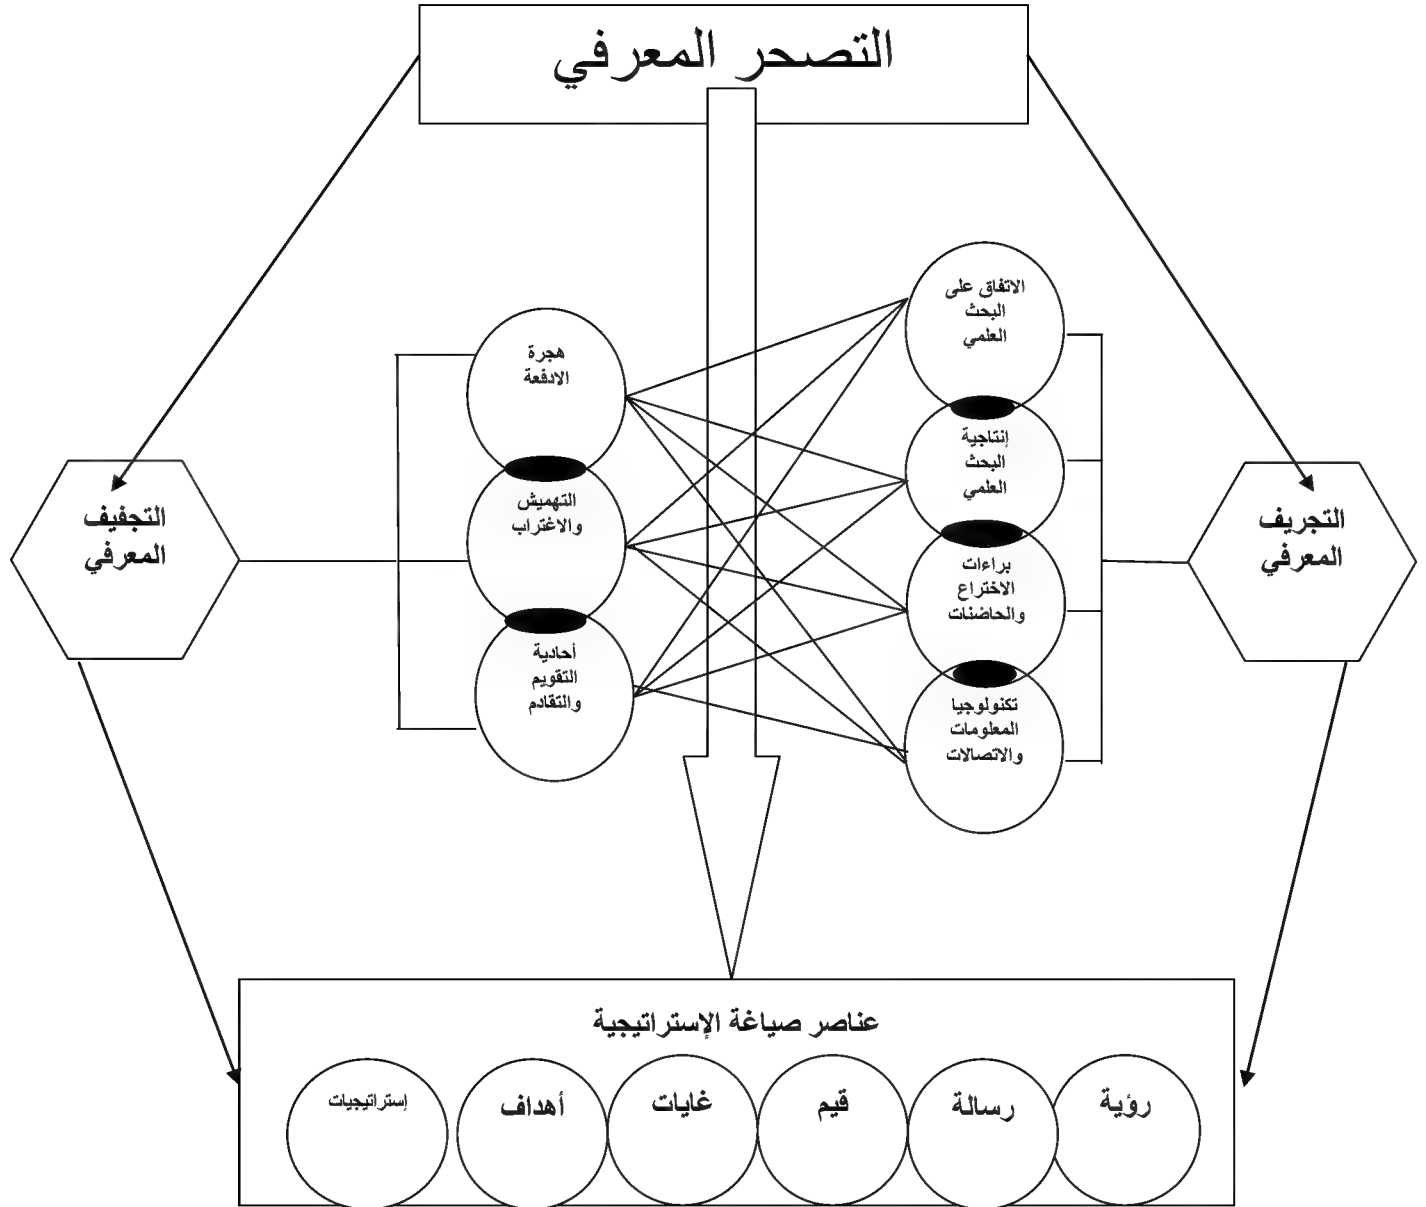 التصحر المعرفي
الاتفاق على
البحث
العلمي
هجرة
الادفعة
إنتاجية
البحث
العلمي
التهميش
والاغتراب
التجريف
المعرفي
التجفيف
المعرفي
براءات
الاختراع
والحاضنات
أحادية
التقويم
والتقادم
تكنولوجيا
المعلومات
والاتصالات
عناصر صياغة الإستراتيجية
رؤية
رسالة
قيم
غايات
أهداف
إستراتيجيات